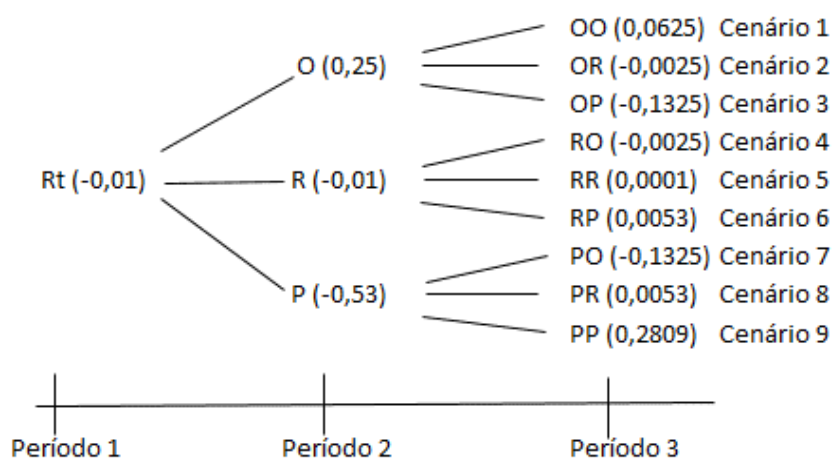 OO (0,0625) Cenário 1
O (0,25)
OR (-0,0025) Cenário 2
OP (-0,1325) Cenário 3
RO (-0,0025) Cenário 4
Rt (-0,01)
R (-0,01)
RR (0,0001) Cenário 5
RP (0,0053) Cenário 6
PO (-0,1325) Cenário 7
P (-0,53)
PR (0,0053) Cenário 8
PP (0,2809) Cenário 9
Período 1
Período 2
Período 3